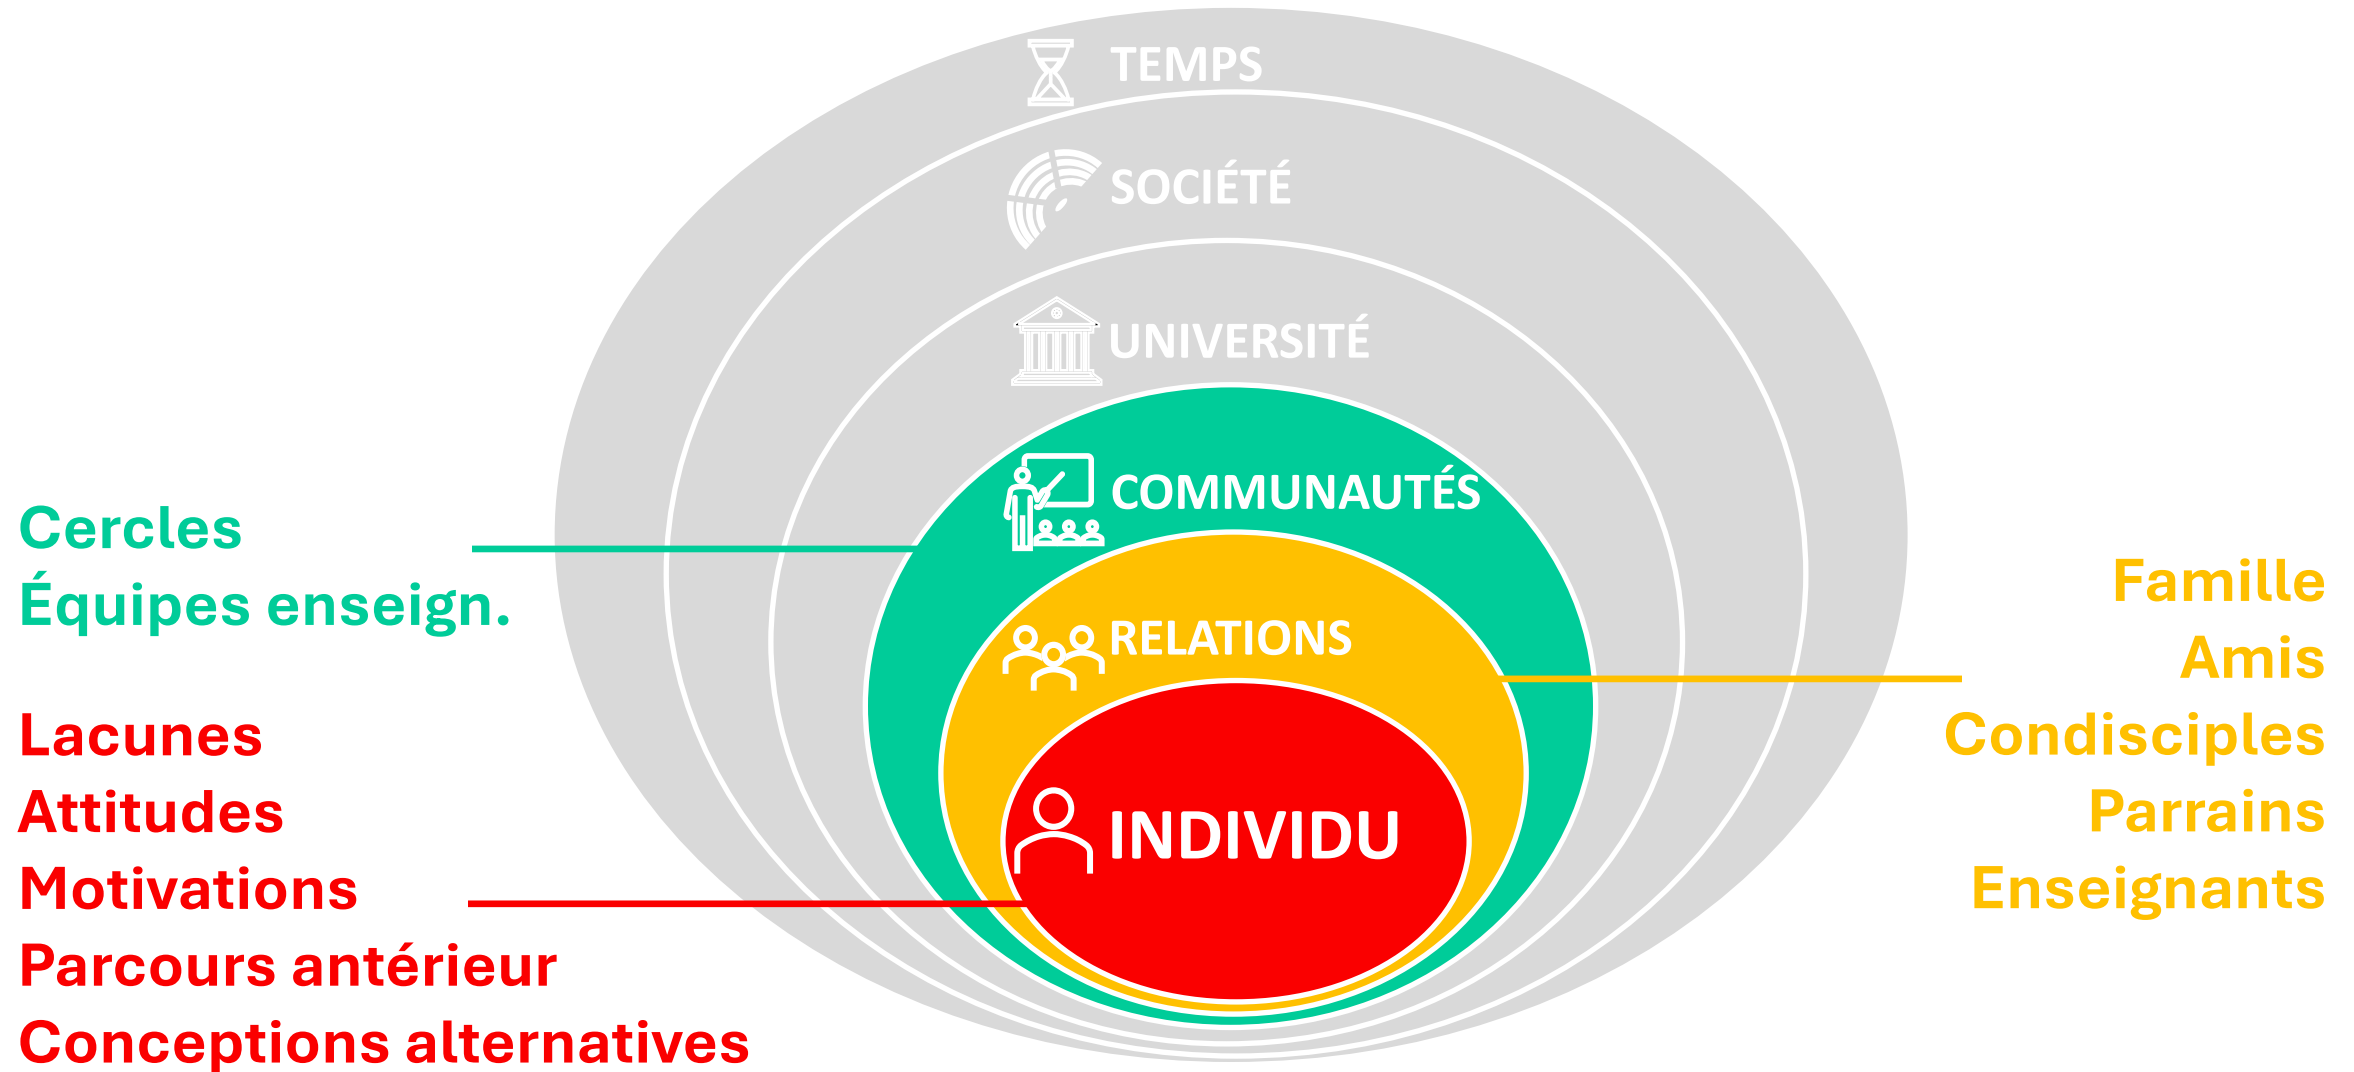 TEMPS
SOCIÉTÉ
UNIVERSITÉ
COMMUNAUTÉS
RELATIONS
INDIVIDU
Cercles
Équipes enseign.
Lacunes
Attitudes
Motivations
Parcours antérieur
Conceptions alternatives
Famille
Amis
Condisciples
Parrains
Enseignants